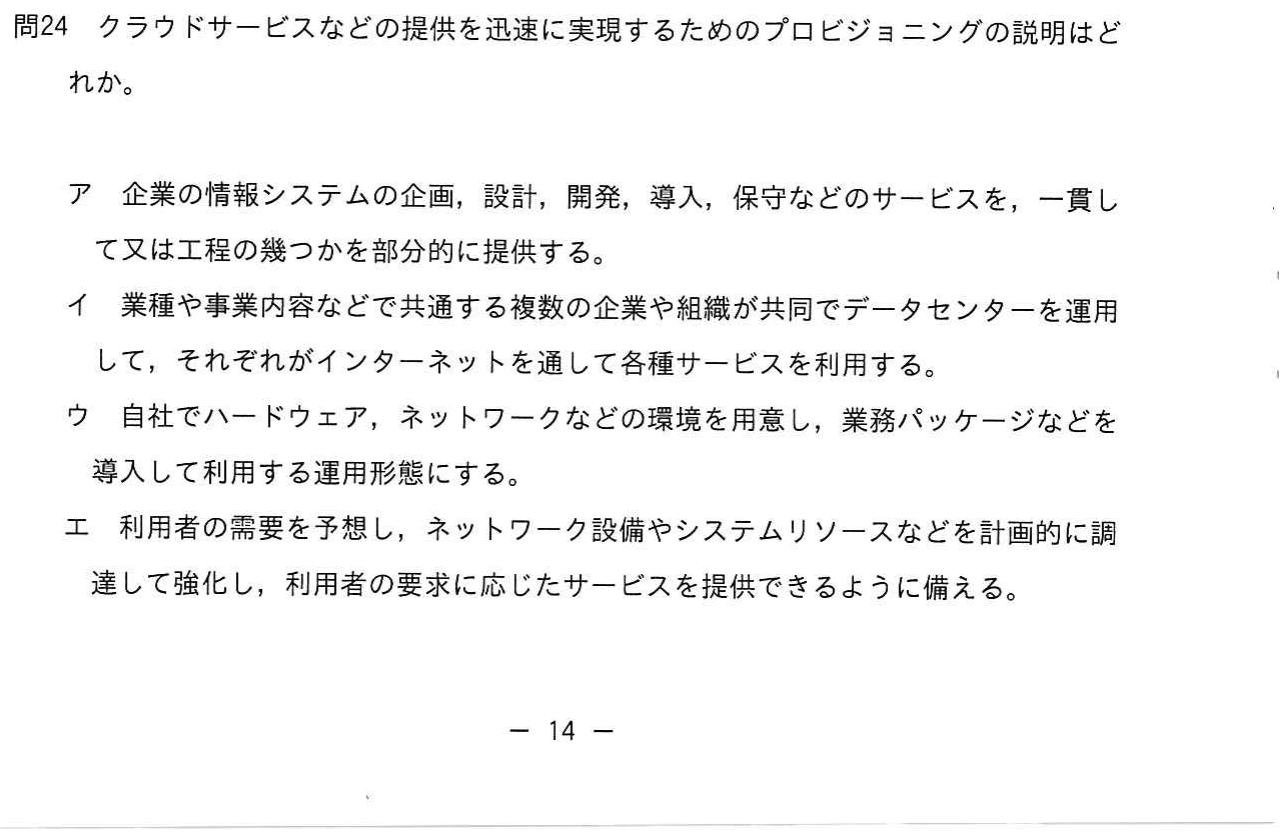 問24 クラウドサービスなどの提供を迅速に実現するためのプロビジョニングの説明はど
れか。
ア 企業の情報システムの企画，設計，開発，導入，保守などのサービスを，一貫し
て又は工程の幾つかを部分的に提供する。
イ 業種や事業内容などで共通する複数の企業や組織が共同でデータセンターを運用
して，それぞれがインターネットを通して各種サービスを利用する。
ウ 自社でハードウェア，ネットワークなどの環境を用意し，業務パッケージなどを
導入して利用する運用形態にする。
エ 利用者の需要を予想し，ネットワーク設備やシステムリソースなどを計画的に調
達して強化し，利用者の要求に応じたサービスを提供できるように備える。
－ 14 －